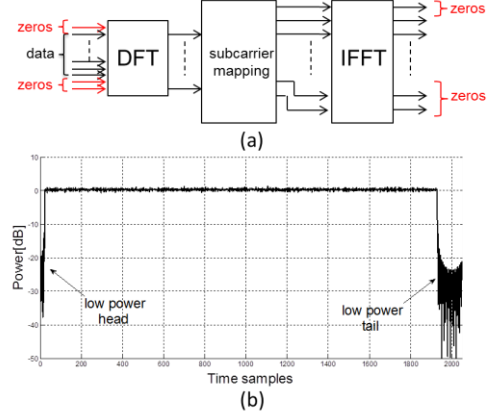 zeros
data
zeros
DFT
subcarrier
mapping
IFFT
zeros
zeros
(a)
10
0
-10
-20
-30
-40
-50
Power[dB]
low power
head
low power
tail
0 200 400 600 800 1000 1200 1400 1600 1800 2000
Time samples
(b)